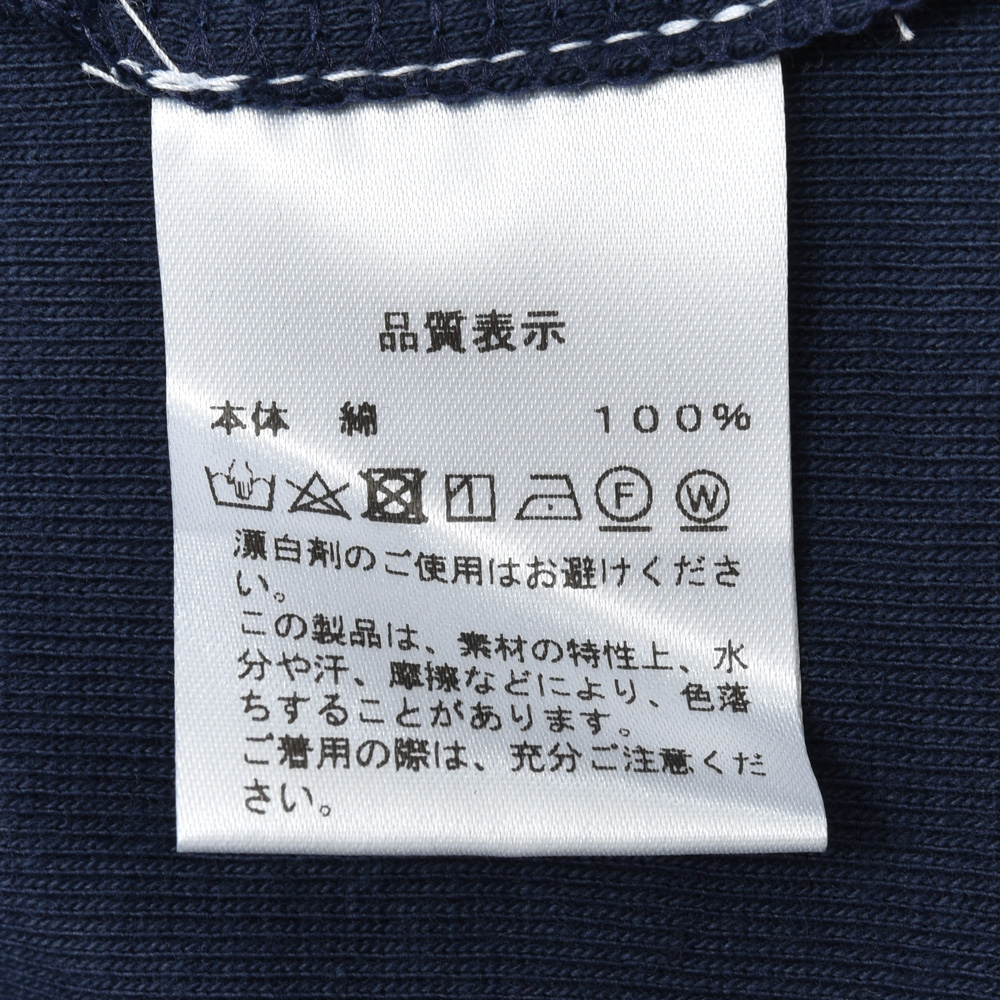 品質表示
本体 綿 100%
F W
漂白剤のご使用はお避けくださ
い。
この製品は、素材の特性上、水
分や汗、摩擦などにより、色落
ちすることがあります。
ご着用の際は、充分ご注意くだ
さい。